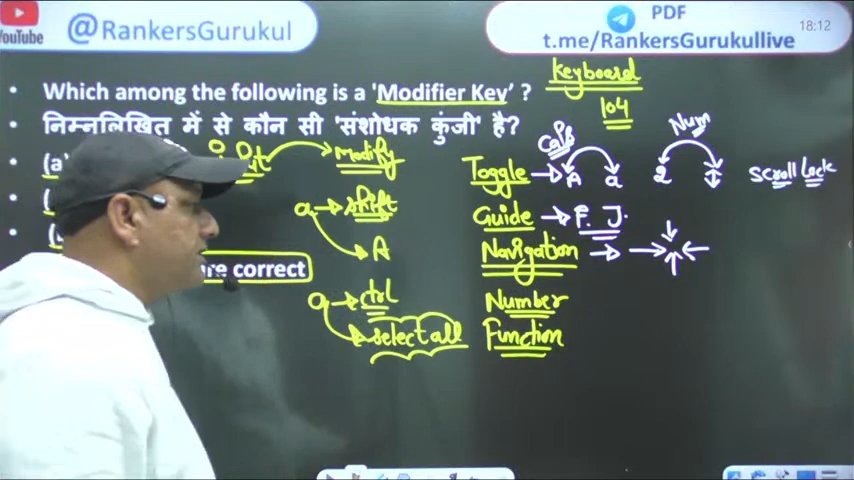 YouTube
@RankersGurukul
PDF
t.me/RankersGurukullive
18:12
Keyboard
104
• Which among the following is a 'Modifier Key' ?
• निम्नलिखित में से कौन सी 'संशोधक कुंजी' है?
Modify
a → shift
A
a → ctrl
select all
are correct
Caps
Num
Toggle → A a 2
Scroll Lock
Guide → F. J.
Navigation →
Number
Function